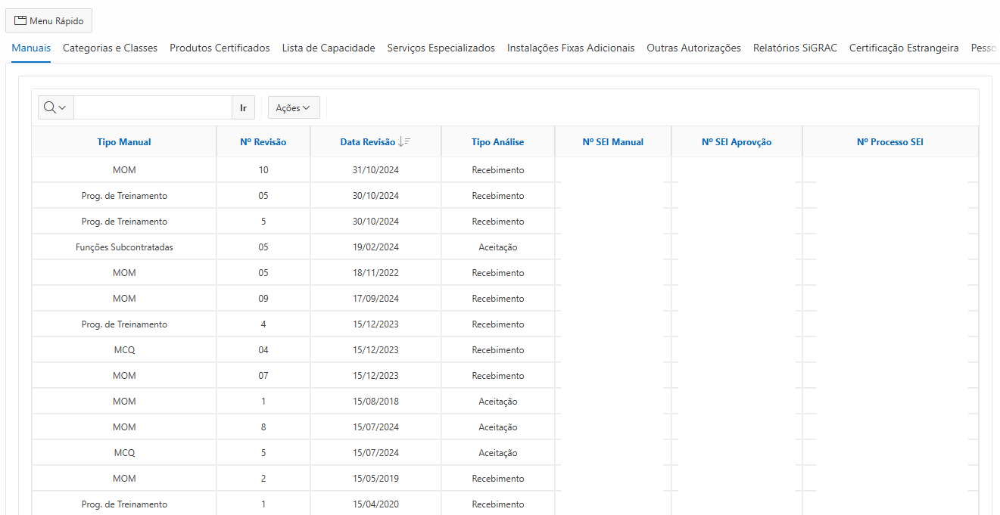 Menu Rápido
Manuais Categorias e Classes Produtos Certificados Lista de Capacidade Serviços Especializados Instalações Fixas Adicionais Outras Autorizações Relatórios SiGRAC Certificação Estrangeira Pesso
Ir Ações
Tipo Manual Nº Revisão Data Revisão Tipo Análise Nº SEI Manual Nº SEI Aprovção Nº Processo SEI
MOM 10 31/10/2024 Recebimento
Prog. de Treinamento 05 30/10/2024 Recebimento
Prog. de Treinamento 5 30/10/2024 Recebimento
Funções Subcontratadas 05 19/02/2024 Aceitação
MOM 05 18/11/2022 Recebimento
MOM 09 17/09/2024 Recebimento
Prog. de Treinamento 4 15/12/2023 Recebimento
MCQ 04 15/12/2023 Recebimento
MOM 07 15/12/2023 Recebimento
MOM 1 15/08/2018 Aceitação
MOM 8 15/07/2024 Aceitação
MCQ 5 15/07/2024 Aceitação
MOM 2 15/05/2019 Recebimento
Prog. de Treinamento 1 15/04/2020 Recebimento